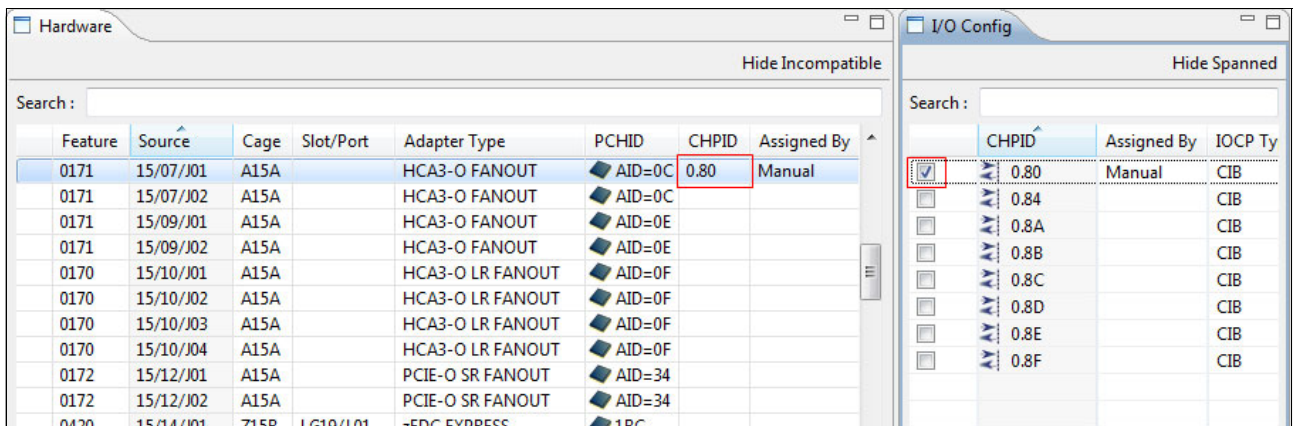 Hardware
Hide Incompatible
Search :
Feature Source Cage Slot/Port Adapter Type PCHID CHPID Assigned By
0171 15/07/J01 A15A HCA3-O FANOUT AID=0C 0.80 Manual
0171 15/07/J02 A15A HCA3-O FANOUT AID=0C
0171 15/09/J01 A15A HCA3-O FANOUT AID=0E
0171 15/09/J02 A15A HCA3-O FANOUT AID=0E
0170 15/10/J01 A15A HCA3-O LR FANOUT AID=0F
0170 15/10/J02 A15A HCA3-O LR FANOUT AID=0F
0170 15/10/J03 A15A HCA3-O LR FANOUT AID=0F
0170 15/10/J04 A15A HCA3-O LR FANOUT AID=0F
0172 15/12/J01 A15A PCIE-O SR FANOUT AID=34
0172 15/12/J02 A15A PCIE-O SR FANOUT AID=34
I/O Config
Hide Spanned
Search :
CHPID Assigned By IOCP Ty
0.80 Manual CIB
0.84 CIB
0.8A CIB
0.8B CIB
0.8C CIB
0.8D CIB
0.8E CIB
0.8F CIB